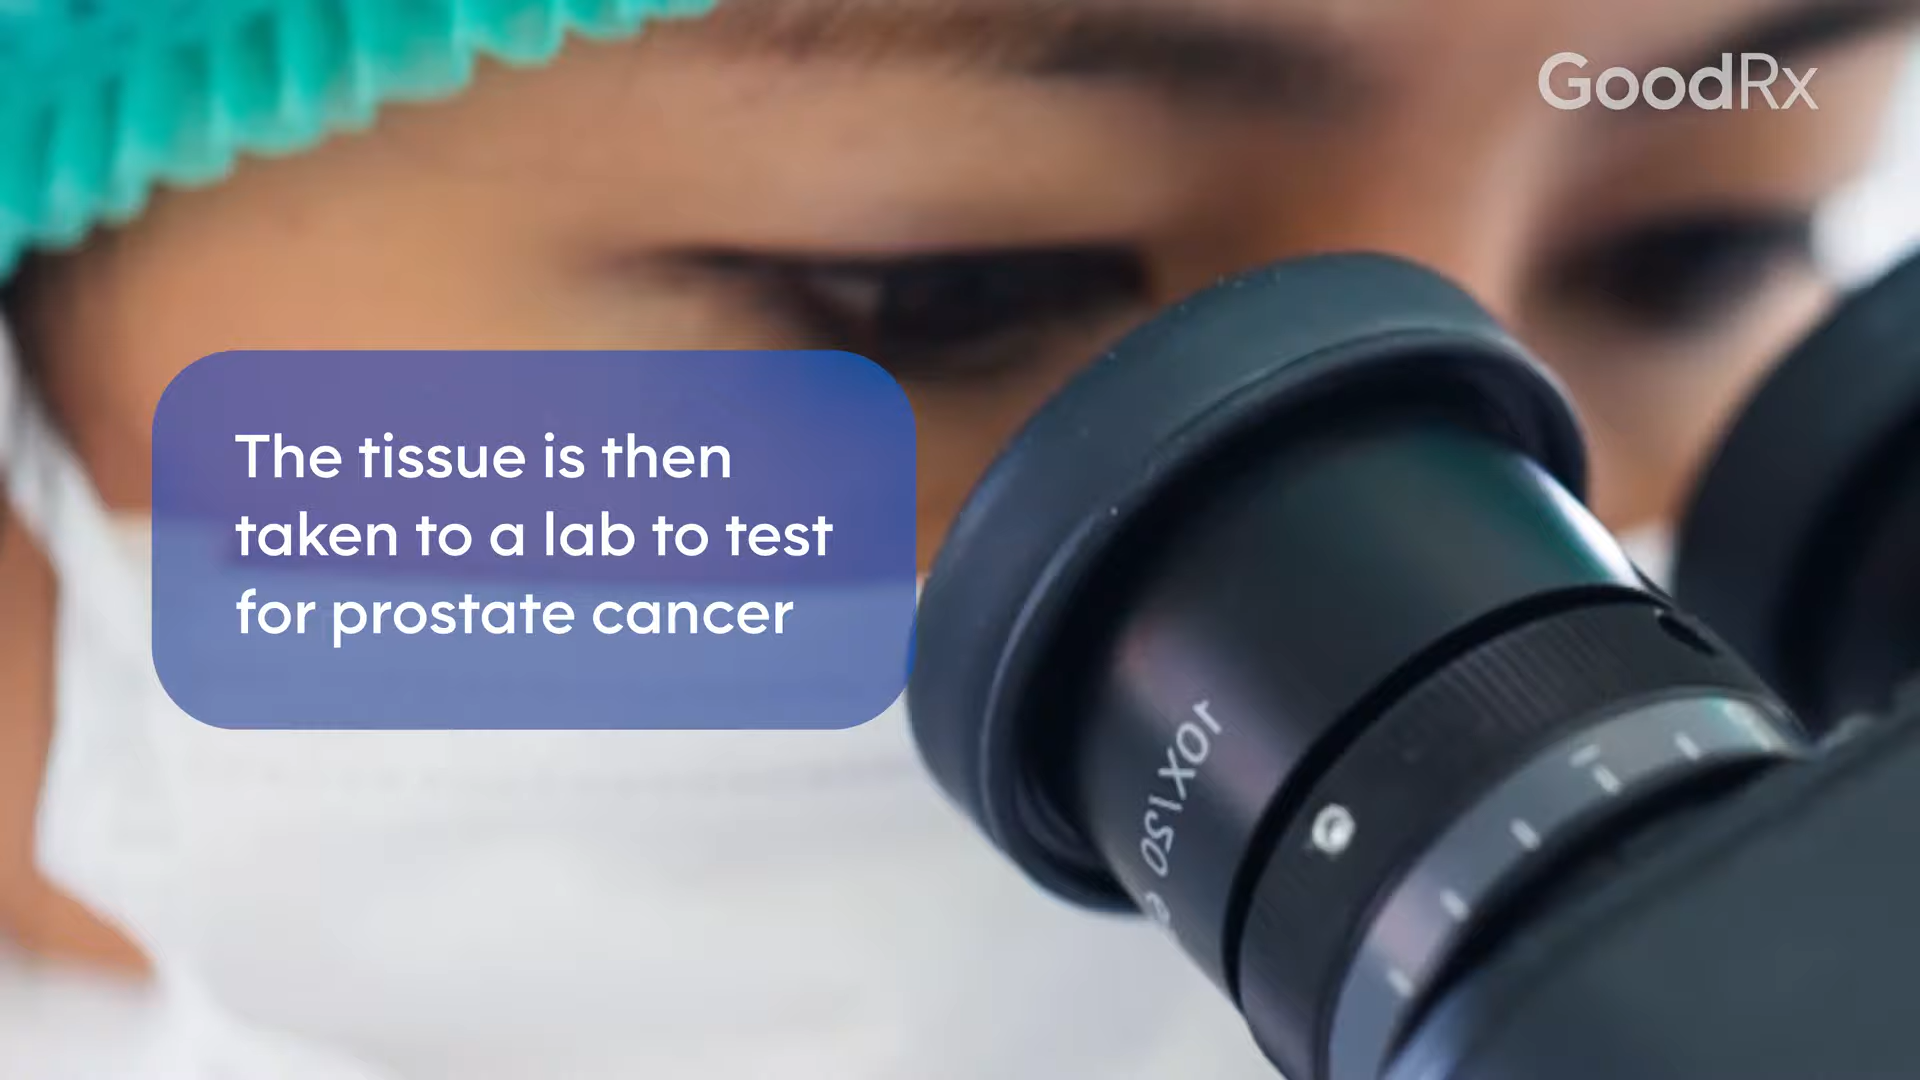 GoodRx
The tissue is then
taken to a lab to test
for prostate cancer
10X/20